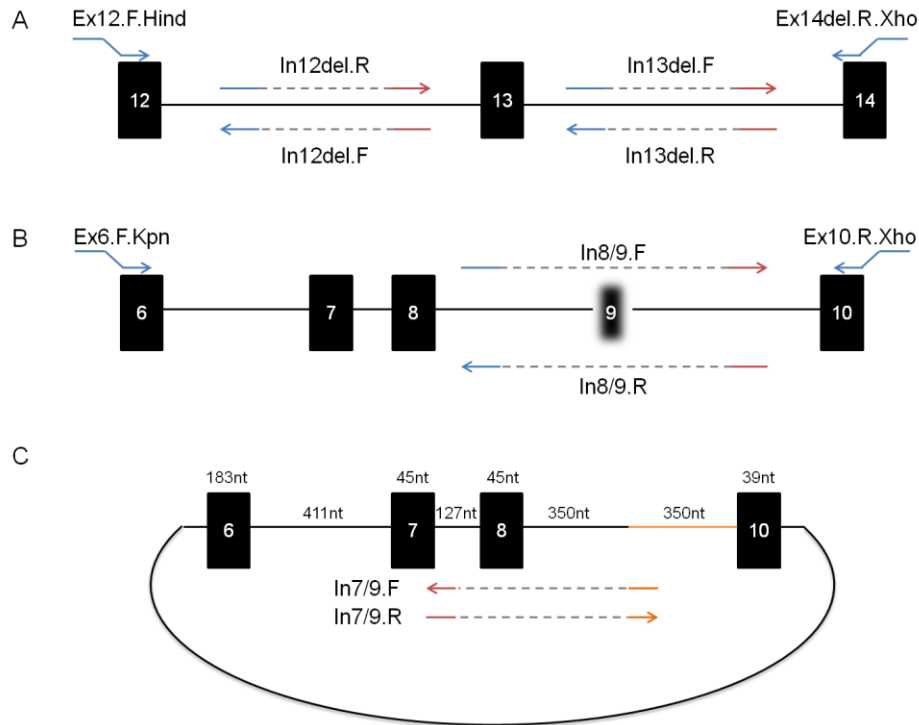 A
Ex12.F.Hind
Ex14del.R.Xho
In12del.R
In13del.F
12
13
14
In12del.F
In13del.R
B
Ex6.F.Kpn
Ex10.R.Xho
In8/9.F
6
7
8
9
10
In8/9.R
C
183nt
45nt
45nt
39nt
411nt
127nt
350nt
350nt
6
7
8
10
In7/9.F
In7/9.R